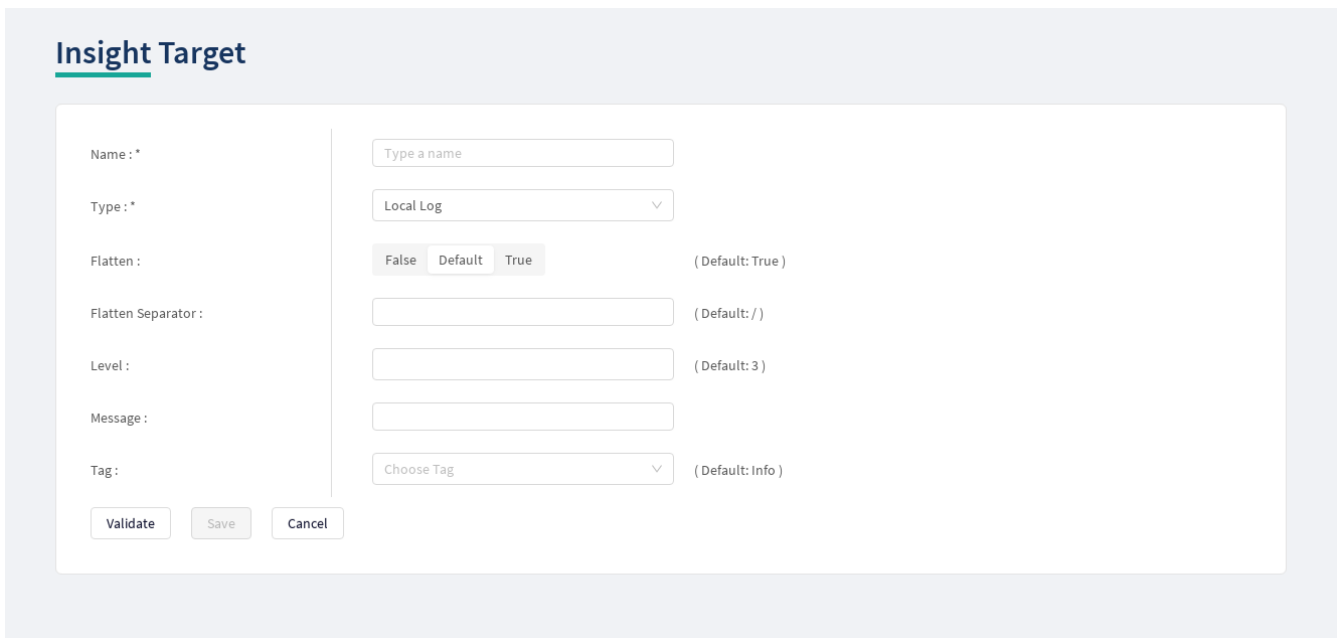 Insight Target
Name : * Type a name
Type : * Local Log
Flatten : False Default True ( Default: True )
Flatten Separator : ( Default: / )
Level : ( Default: 3 )
Message :
Tag : Choose Tag ( Default: Info )
Validate Save Cancel